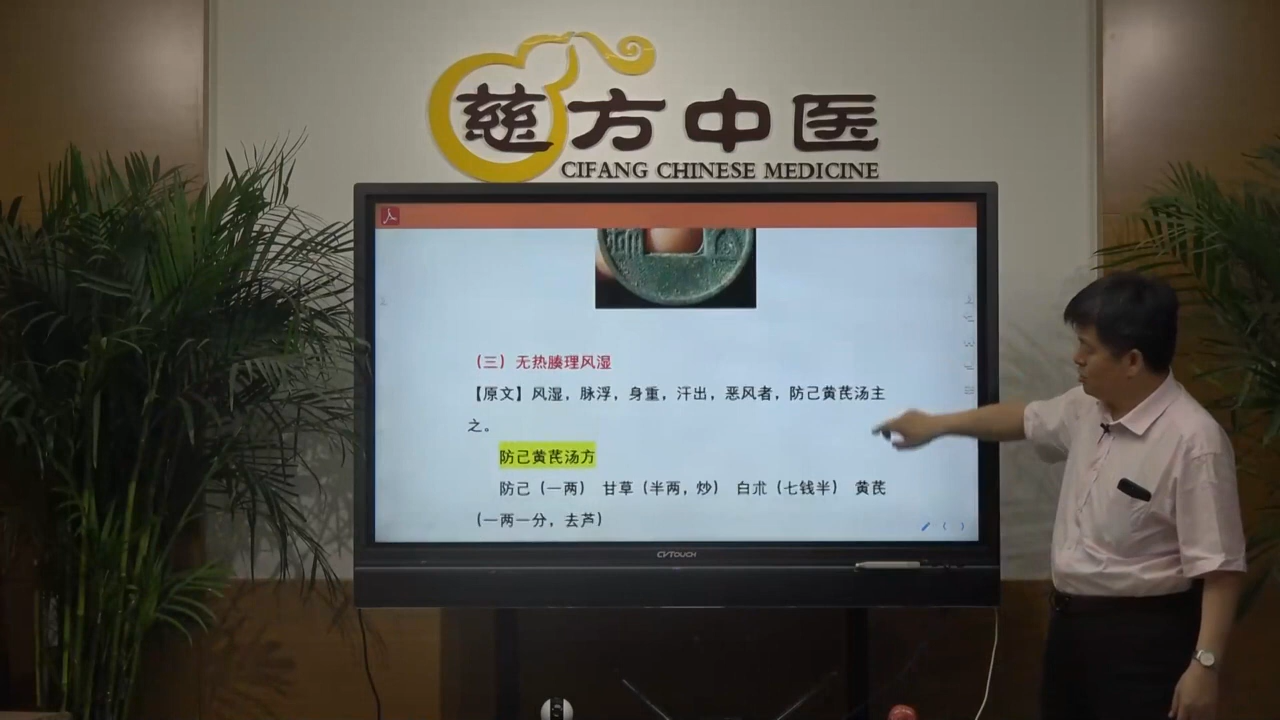 慈方中医
CIFANG CHINESE MEDICINE
（三）无热腠理风湿
【原文】风湿，脉浮，身重，汗出，恶风者，防己黄芪汤主
之。
防己黄芪汤方
防己（一两） 甘草（半两，炒） 白朮（七钱半） 黄芪
（一两一分，去芦）
CVTOUCH